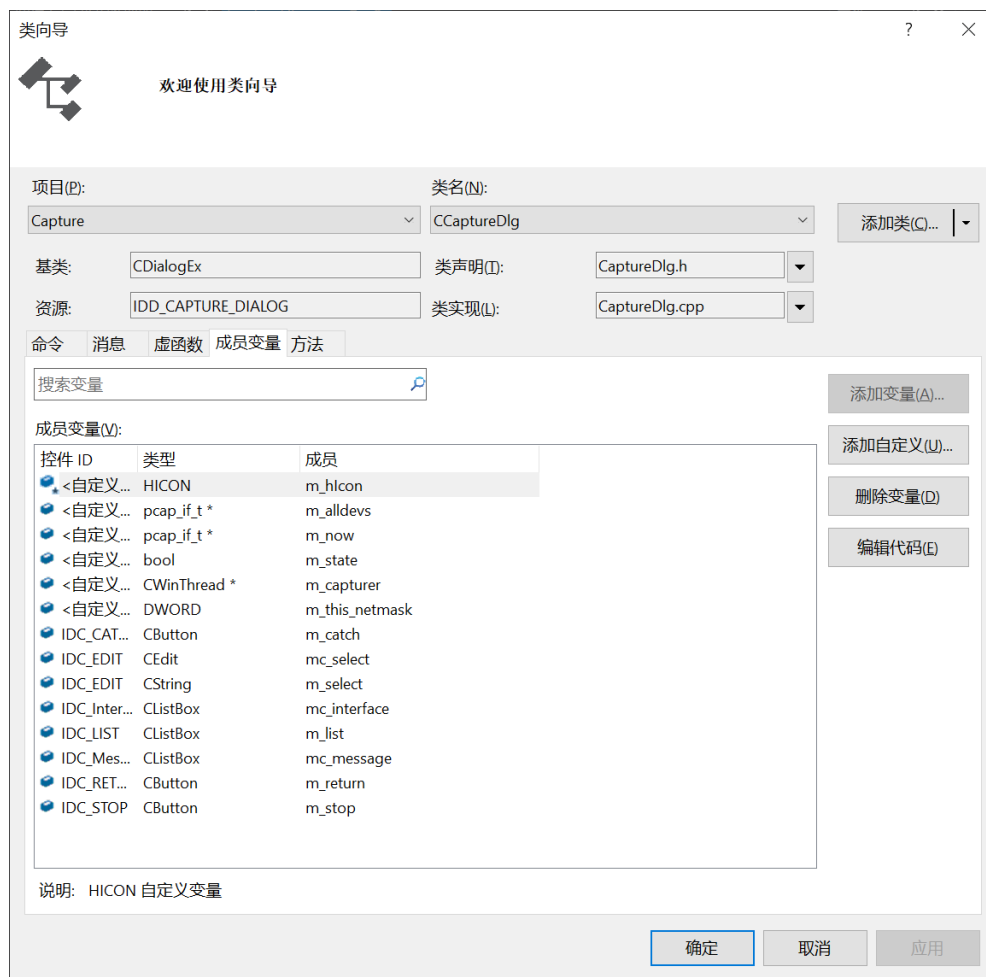 类向导 ?
欢迎使用类向导
项目(P): 类名(N):
Capture CCaptureDlg 添加类(C)...
基类: CDialogEx 类声明(T): CaptureDlg.h
资源: IDD_CAPTURE_DIALOG 类实现(L): CaptureDlg.cpp
命令 消息 虚函数 成员变量 方法
搜索变量 添加变量(A)...
成员变量(V): 添加自定义(U)...
控件 ID 类型 成员
<自定义... HICON m_hIcon 删除变量(D)
<自定义... pcap_if_t * m_alldevs
<自定义... pcap_if_t * m_now 编辑代码(E)
<自定义... bool m_state
<自定义... CWinThread * m_capturer
<自定义... DWORD m_this_netmask
IDC_CAT... CButton m_catch
IDC_EDIT CEdit mc_select
IDC_EDIT CString m_select
IDC_Inter... CListBox mc_interface
IDC_LIST CListBox m_list
IDC_Mes... CListBox mc_message
IDC_RET... CButton m_return
IDC_STOP CButton m_stop
说明: HICON 自定义变量
确定 取消 应用